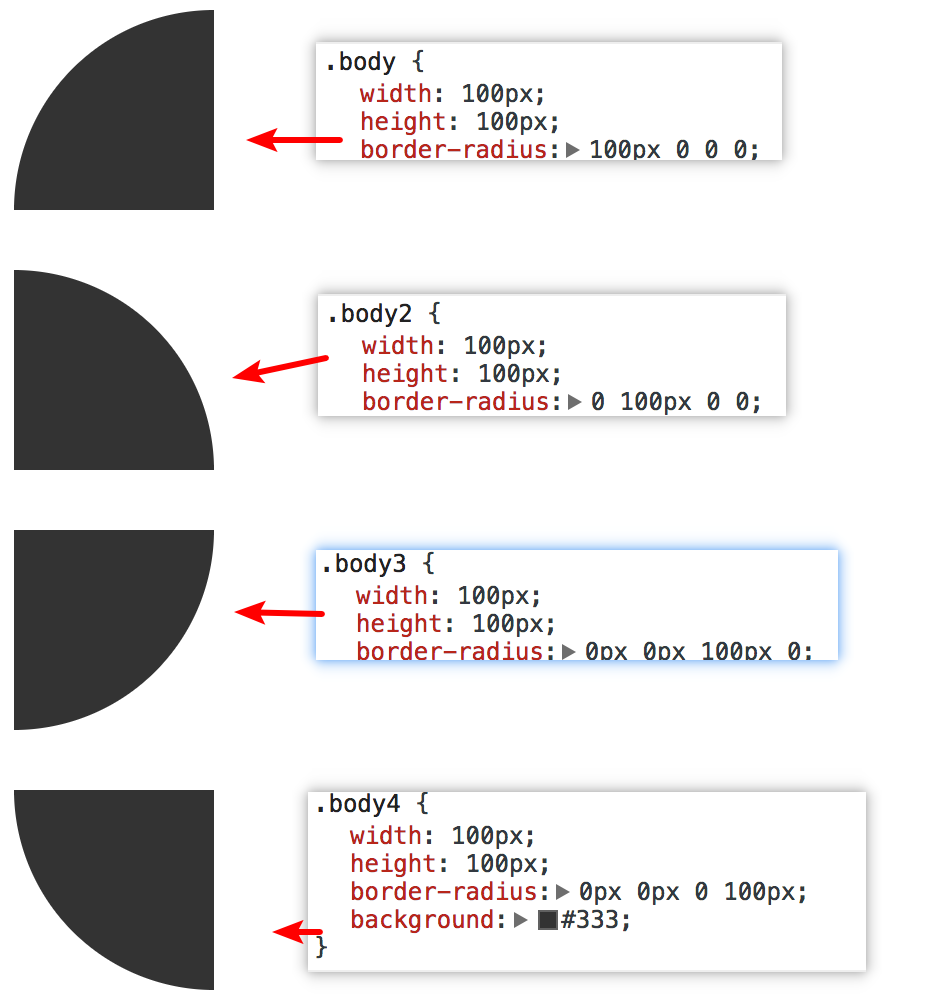 .body {
width: 100px;
height: 100px;
border-radius: 100px 0 0 0;
.body2 {
width: 100px;
height: 100px;
border-radius: 0 100px 0 0;
.body3 {
width: 100px;
height: 100px;
border-radius: 0px 0px 100px 0;
.body4 {
width: 100px;
height: 100px;
border-radius: 0px 0px 0 100px;
background: #333;
}